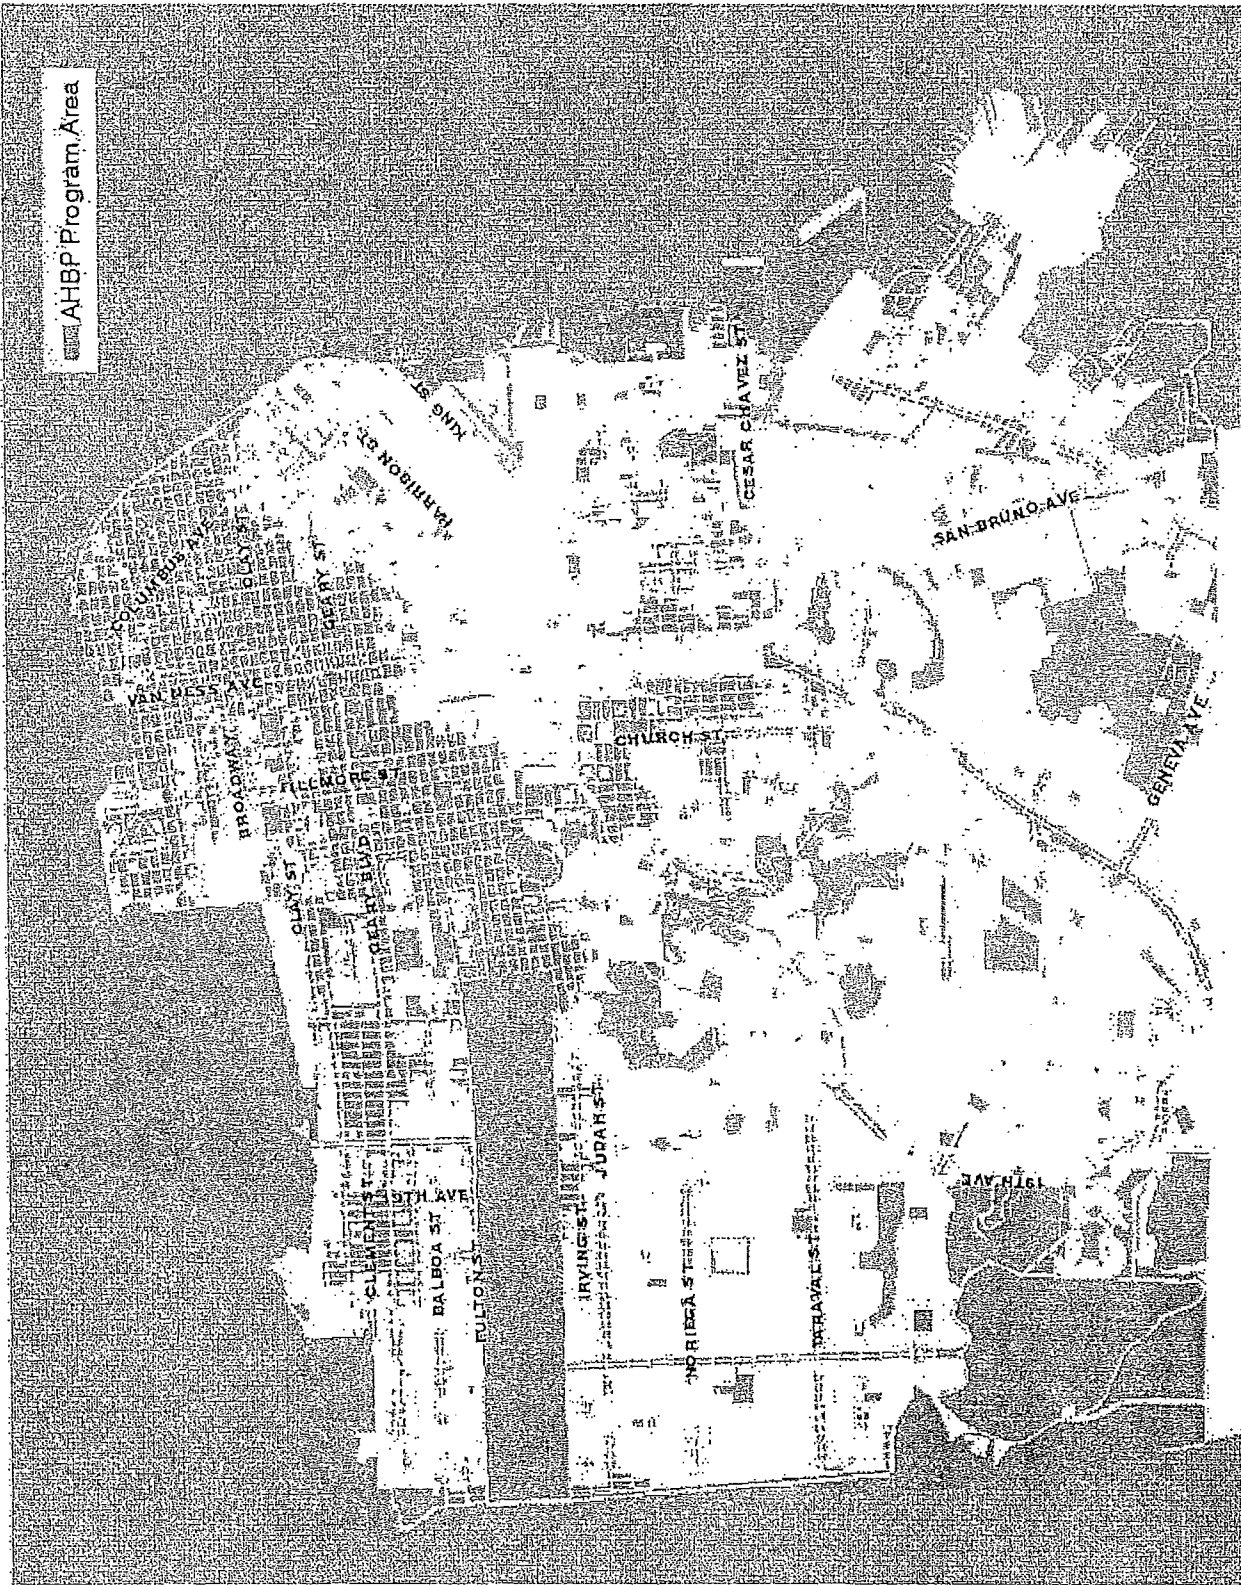 AHBP Program Area
COLUMBUS AVE
CLAY ST
GEARY ST
HARRISON ST
KING ST
VAN NESS AVE
BROADWAY
FILLMORE ST
CLAY ST
GEARY BLVD
CESAR CHAVEZ ST
SAN BRUNO AVE
CHURCH ST
GENEVA AVE
CLEMENT ST
BALBOA ST
FULTON ST
IRVING ST
JUDAH ST
NORIEGA ST
TARAVAL ST
19TH AVE